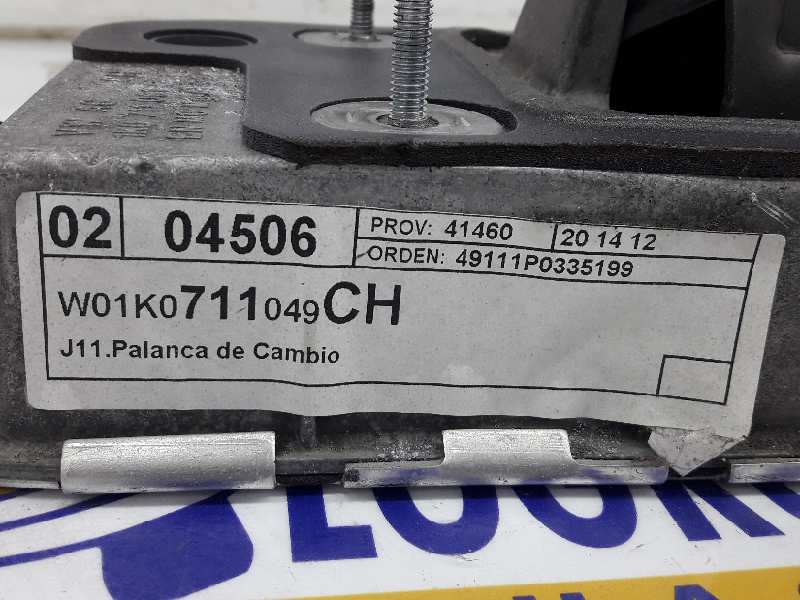 02 04506 PROV: 41460 20 14 12
ORDEN: 49111P0335199
W01K0711049CH
J11.Palanca de Cambio